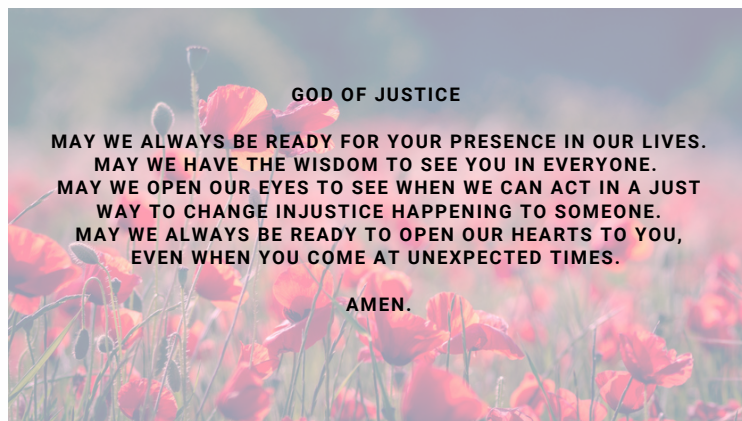 GOD OF JUSTICE
MAY WE ALWAYS BE READY FOR YOUR PRESENCE IN OUR LIVES.
MAY WE HAVE THE WISDOM TO SEE YOU IN EVERYONE.
MAY WE OPEN OUR EYES TO SEE WHEN WE CAN ACT IN A JUST
WAY TO CHANGE INJUSTICE HAPPENING TO SOMEONE.
MAY WE ALWAYS BE READY TO OPEN OUR HEARTS TO YOU,
EVEN WHEN YOU COME AT UNEXPECTED TIMES.
AMEN.